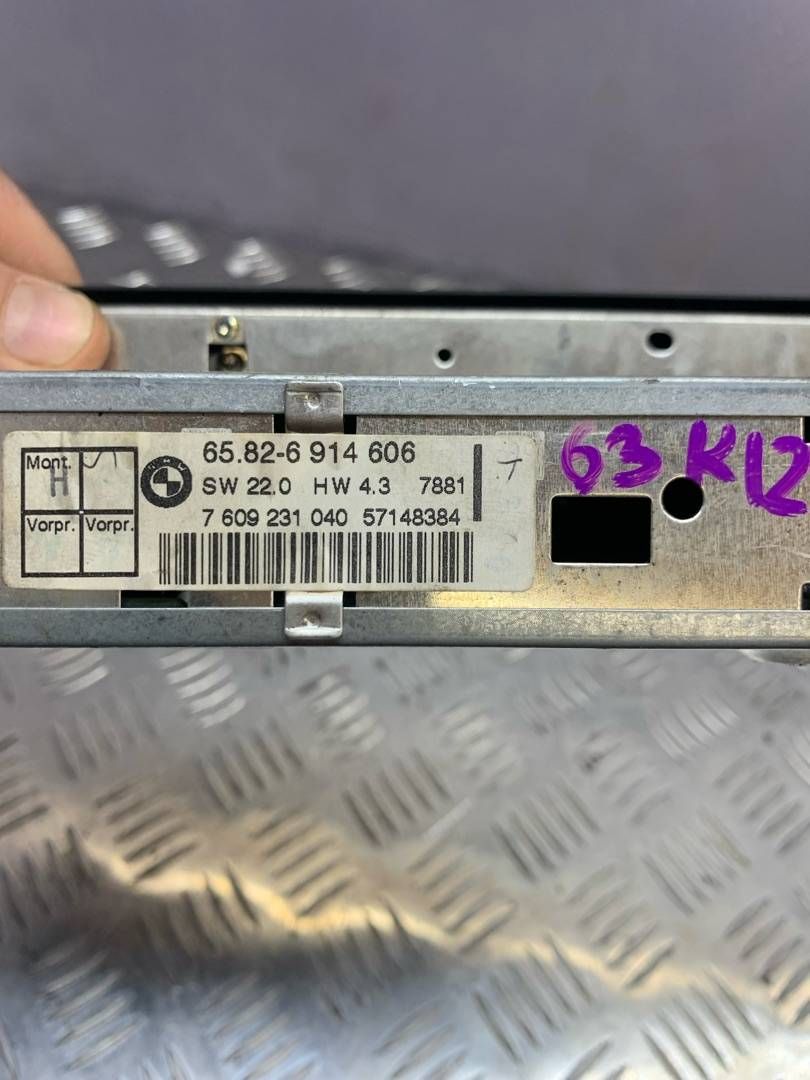 Mont.
H
Vorpr. Vorpr.
BMW
65.82-6 914 606
SW 22.0 HW 4.3 7881
7 609 231 040 57148384
T
63 K12